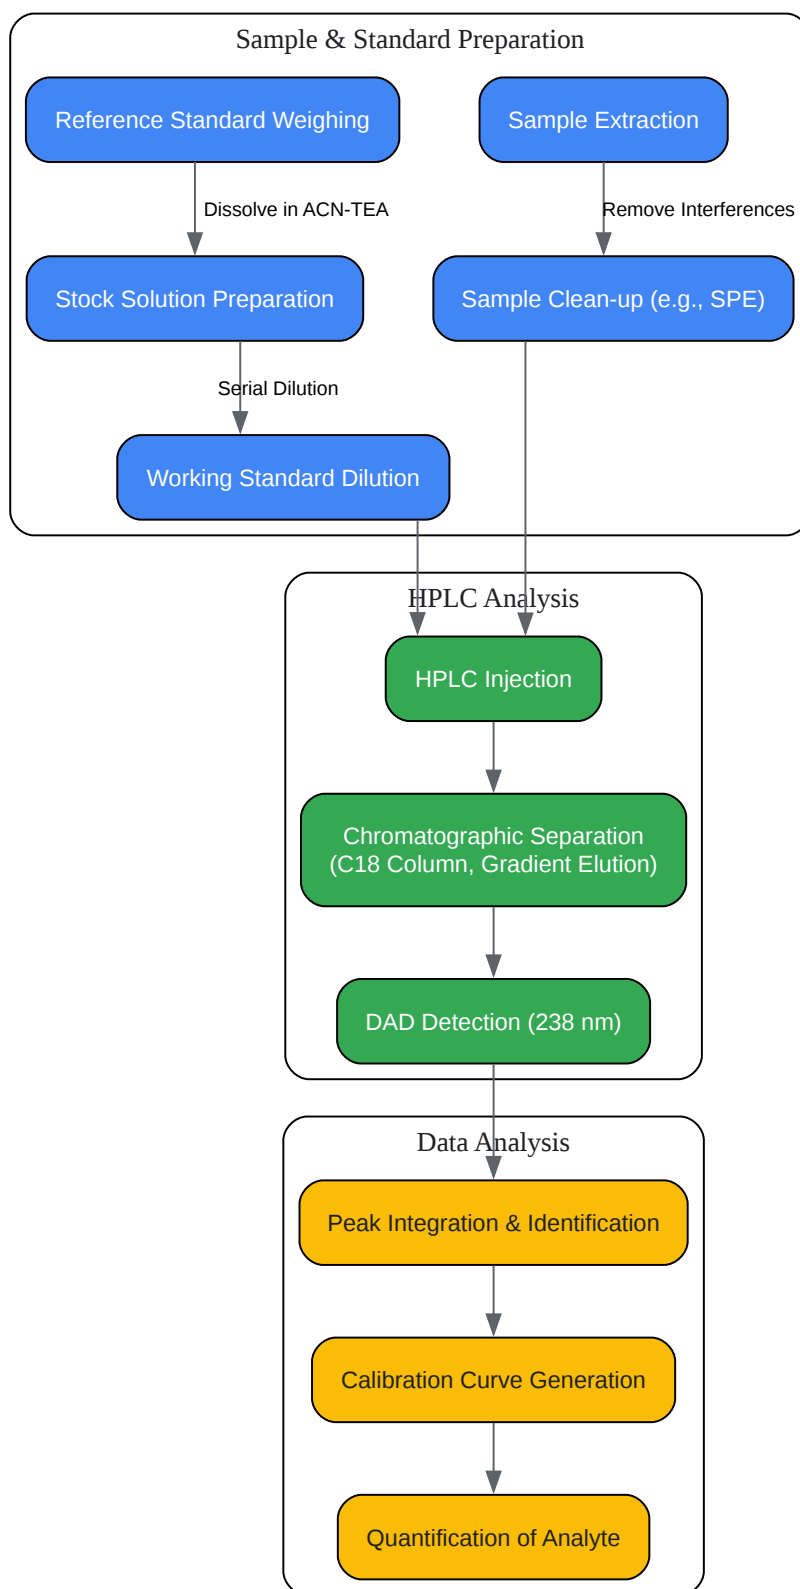 Sample & Standard Preparation
Reference Standard Weighing
Sample Extraction
Dissolve in ACN-TEA
Remove Interferences
Stock Solution Preparation
Sample Clean-up (e.g., SPE)
Serial Dilution
Working Standard Dilution
HPLC Analysis
HPLC Injection
Chromatographic Separation
(C18 Column, Gradient Elution)
DAD Detection (238 nm)
Data Analysis
Peak Integration & Identification
Calibration Curve Generation
Quantification of Analyte